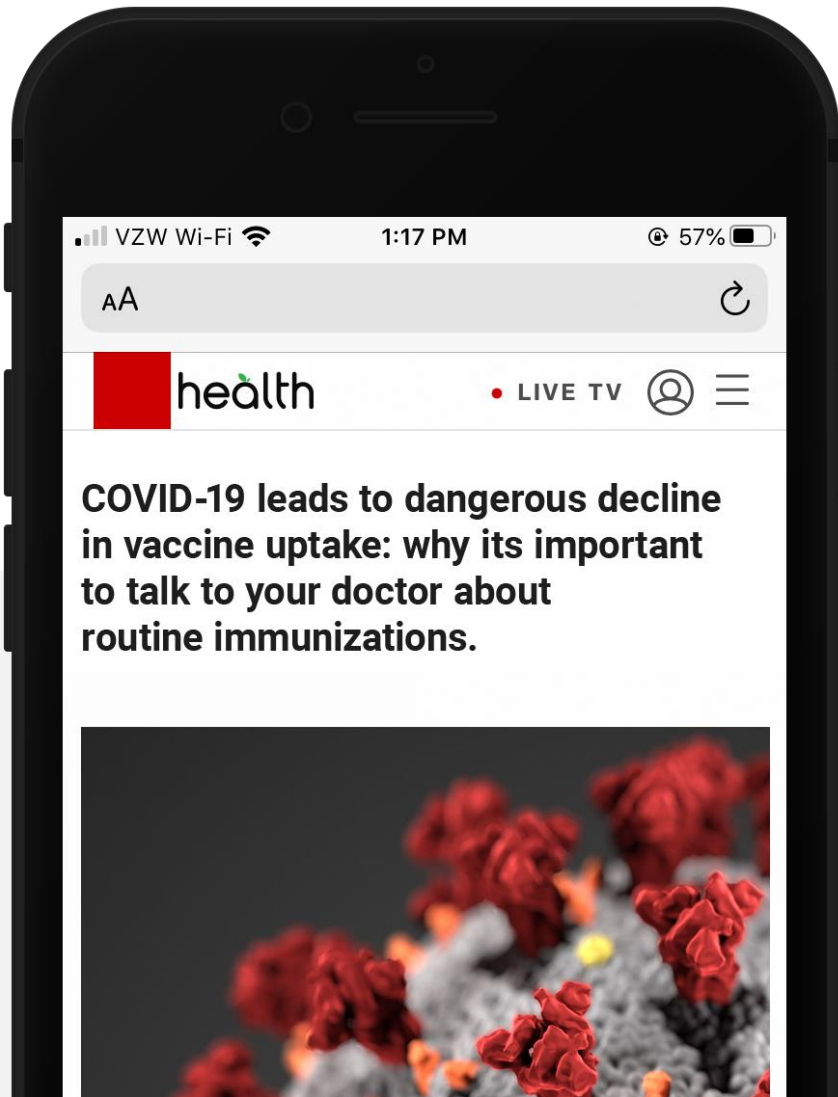 VZW Wi-Fi 1:17 PM 57%
AA
health • LIVE TV
COVID-19 leads to dangerous decline
in vaccine uptake: why its important
to talk to your doctor about
routine immunizations.